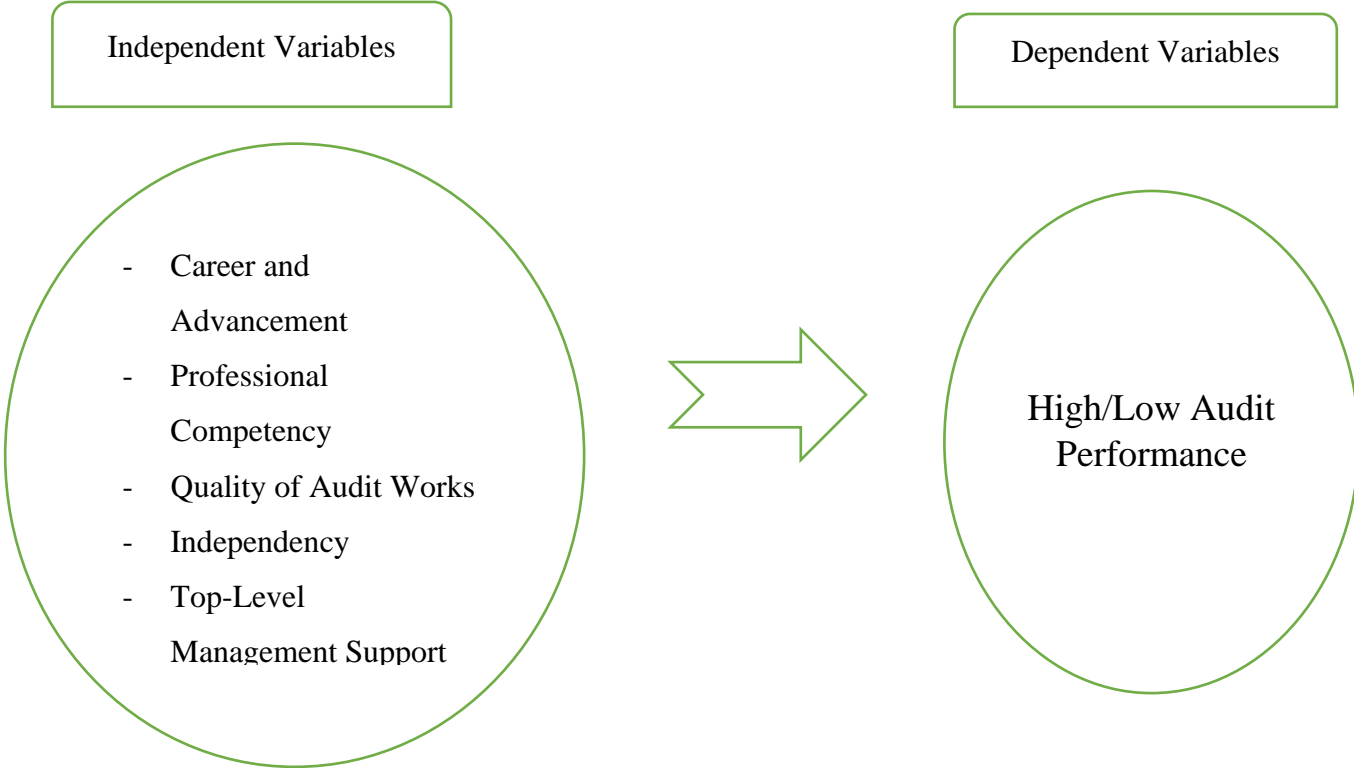 Independent Variables
Dependent Variables
- Career and
Advancement
- Professional
Competency
- Quality of Audit Works
- Independency
- Top-Level
Management Support
High/Low Audit
Performance